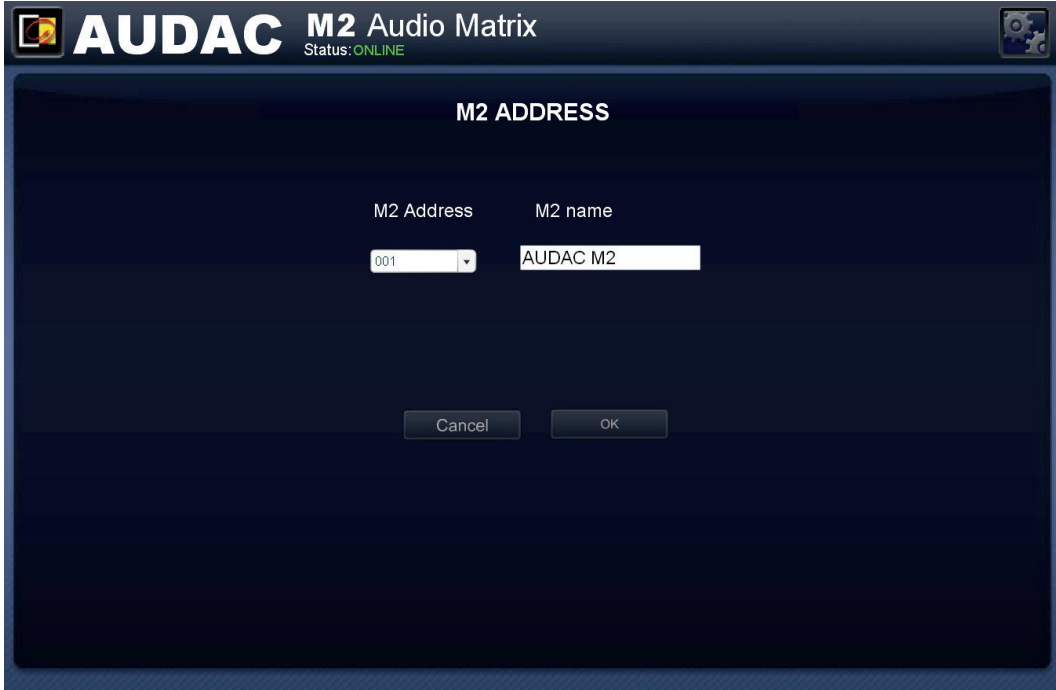 AUDAC M2 Audio Matrix
Status: ONLINE
M2 ADDRESS
M2 Address M2 name
001 AUDAC M2
Cancel OK